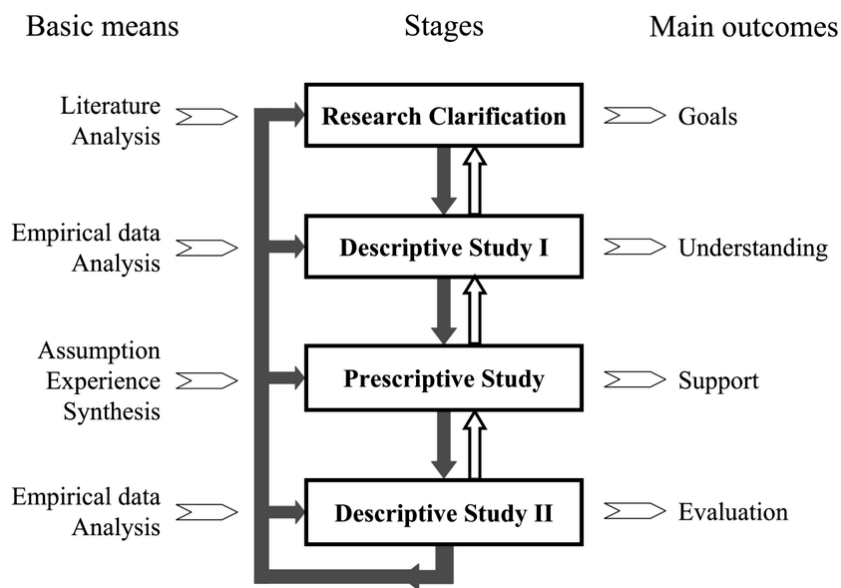 Basic means
Stages
Main outcomes
Literature
Analysis
Research Clarification
Goals
Empirical data
Analysis
Descriptive Study I
Understanding
Assumption
Experience
Synthesis
Prescriptive Study
Support
Empirical data
Analysis
Descriptive Study II
Evaluation